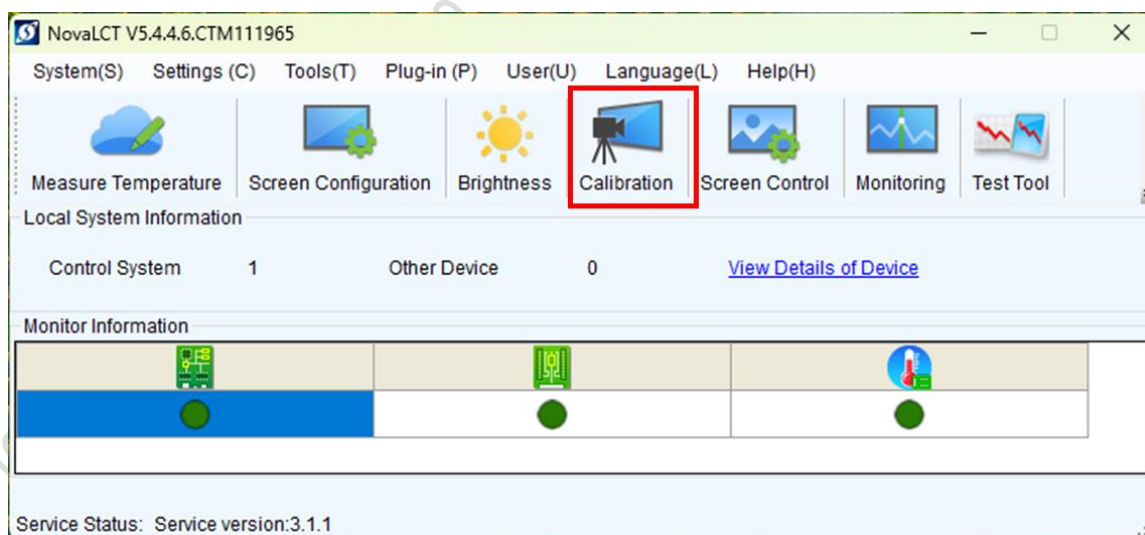 NovaLCT V5.4.4.6.CTM111965
System(S) Settings (C) Tools(T) Plug-in (P) User(U) Language(L) Help(H)
Measure Temperature Screen Configuration Brightness Calibration Screen Control Monitoring Test Tool
Local System Information
Control System 1 Other Device 0 View Details of Device
Monitor Information
Service Status: Service version:3.1.1